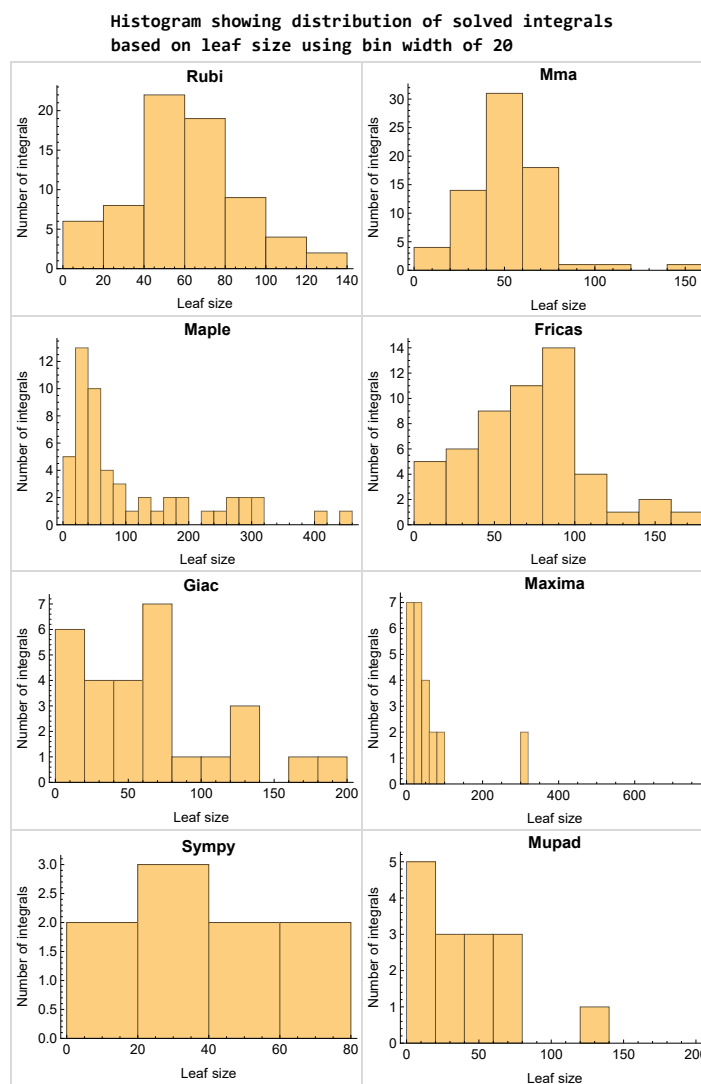 Histogram showing distribution of solved integrals
based on leaf size using bin width of 20
Rubi
Number of integrals
20
15
10
5
0
0 20 40 60 80 100 120 140
Leaf size
Mma
Number of integrals
30
25
20
15
10
5
0
0 50 100 150
Leaf size
Maple
Number of integrals
12
10
8
6
4
2
0
0 100 200 300 400
Leaf size
Fricas
Number of integrals
14
12
10
8
6
4
2
0
0 50 100 150
Leaf size
Giac
Number of integrals
7
6
5
4
3
2
1
0
0 50 100 150 200
Leaf size
Maxima
Number of integrals
7
6
5
4
3
2
1
0
0 200 400 600
Leaf size
Sympy
Number of integrals
3.0
2.5
2.0
1.5
1.0
0.5
0.0
0 20 40 60 80
Leaf size
Mupad
Number of integrals
5
4
3
2
1
0
0 50 100 150 200
Leaf size